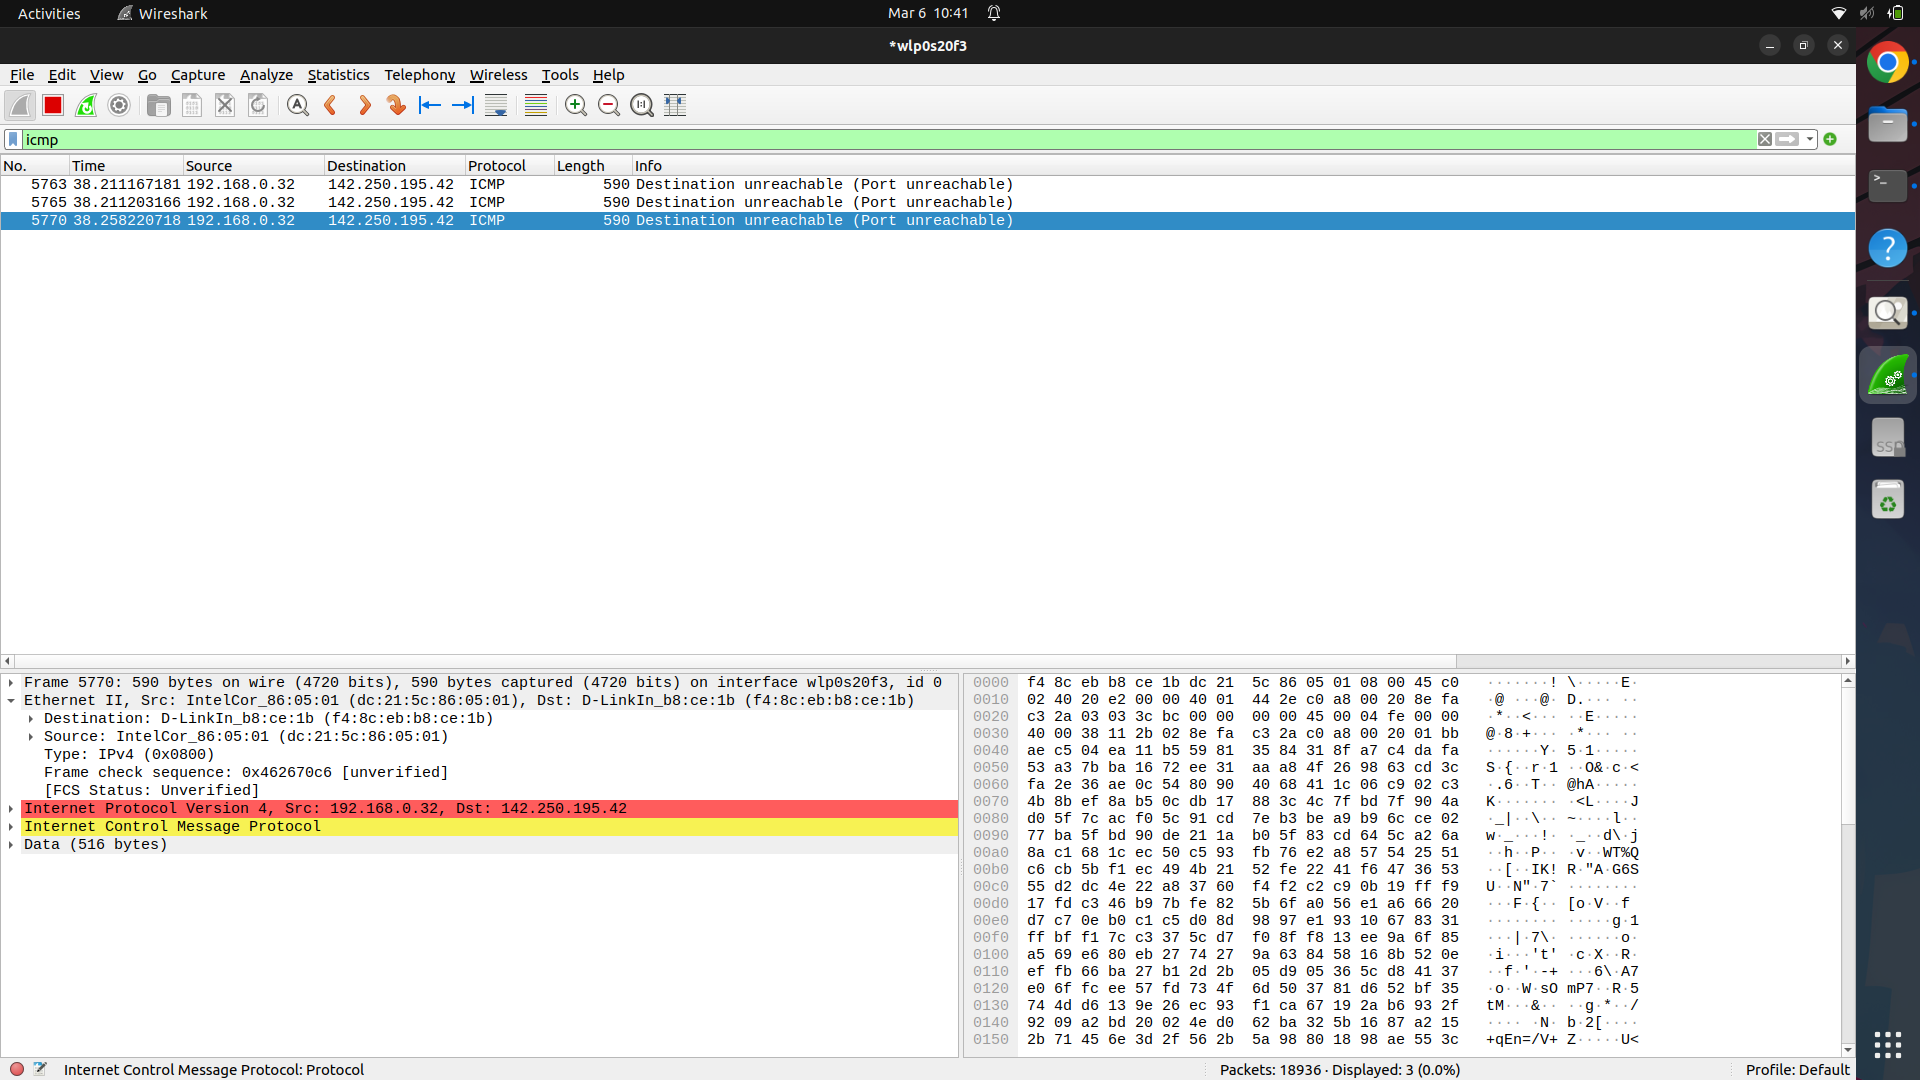 Activities Wireshark Mar 6 10:41
*wlp0s20f3
File Edit View Go Capture Analyze Statistics Telephony Wireless Tools Help
icmp
No. Time Source Destination Protocol Length Info
5763 38.211167181 192.168.0.32 142.250.195.42 ICMP 590 Destination unreachable (Port unreachable)
5765 38.211203166 192.168.0.32 142.250.195.42 ICMP 590 Destination unreachable (Port unreachable)
5770 38.258220718 192.168.0.32 142.250.195.42 ICMP 590 Destination unreachable (Port unreachable)
Frame 5770: 590 bytes on wire (4720 bits), 590 bytes captured (4720 bits) on interface wlp0s20f3, id 0
Ethernet II, Src: IntelCor_86:05:01 (dc:21:5c:86:05:01), Dst: D-LinkIn_b8:ce:1b (f4:8c:eb:b8:ce:1b)
Destination: D-LinkIn_b8:ce:1b (f4:8c:eb:b8:ce:1b)
Source: IntelCor_86:05:01 (dc:21:5c:86:05:01)
Type: IPv4 (0x0800)
Frame check sequence: 0x462670c6 [unverified]
[FCS Status: Unverified]
Internet Protocol Version 4, Src: 192.168.0.32, Dst: 142.250.195.42
Internet Control Message Protocol
Data (516 bytes)
0000 f4 8c eb b8 ce 1b dc 21 5c 86 05 01 08 00 45 c0 ·······! \·····E·
0010 02 40 20 e2 00 00 40 01 44 2e c0 a8 00 20 8e fa ·@ ···@· D.··· ··
0020 c3 2a 03 03 3c bc 00 00 00 00 45 00 04 fe 00 00 ·*··<··· ··E·····
0030 40 00 38 11 2b 02 8e fa c3 2a c0 a8 00 20 01 bb @·8·+··· ·*··· ··
0040 ae c5 04 ea 11 b5 59 81 35 84 31 8f a7 c4 da fa ······Y· 5·1·····
0050 53 a3 7b ba 16 72 ee 31 aa a8 4f 26 98 63 cd 3c S·{··r·1 ··O&·c·<
0060 fa 2e 36 ae 0c 54 80 90 40 68 41 1c 06 c9 02 c3 ·.6··T·· @hA·····
0070 4b 8b ef 8a b5 0c db 17 88 3c 4c 7f bd 7f 90 4a K······· ·<L····J
0080 d0 5f 7c ac f0 5c 91 cd 7e b3 be a9 b9 6c ce 02 ·_|··\·· ~····l··
0090 77 ba 5f bd 90 de 21 1a b0 5f 83 cd 64 5c a2 6a w·_···!· ·_··d\·j
00a0 8a c1 68 1c ec 50 c5 93 fb 76 e2 a8 57 54 25 51 ··h··P·· ·v··WT%Q
00b0 c6 cb 5b f1 ec 49 4b 21 52 fe 22 41 f6 47 36 53 ··[··IK! R·"A·G6S
00c0 55 d2 dc 4e 22 a8 37 60 f4 f2 c2 c9 0b 19 ff f9 U··N"·7` ········
00d0 17 fd c3 46 b9 7b fe 82 5b 6f a0 56 e1 a6 66 20 ···F·{·· [o·V··f 
00e0 d7 c7 0e b0 c1 c5 d0 8d 98 97 e1 93 10 67 83 31 ········ ·····g·1
00f0 ff bf f1 7c c3 37 5c d7 f0 8f f8 13 ee 9a 6f 85 ···|·7\· ······o·
0100 a5 69 e6 80 eb 27 74 27 9a 63 84 58 16 8b 52 0e ·i···'t' ·c·X··R·
0110 ef fb 66 ba 27 b1 2d 2b 05 d9 05 36 5c d8 41 37 ··f·'·-+ ···6\·A7
0120 e0 6f fc ee 57 fd 73 4f 6d 50 37 81 d6 52 bf 35 ·o··W·sO mP7··R·5
0130 74 4d d6 13 9e 26 ec 93 f1 ca 67 19 2a b6 93 2f tM···&·· ··g·*··/
0140 92 09 a2 bd 20 02 4e d0 62 ba 32 5b 16 87 a2 15 ···· ·N· b·2[····
0150 2b 71 45 6e 3d 2f 56 2b 5a 98 80 18 98 ae 55 3c +qEn=/V+ Z·····U<
Internet Control Message Protocol: Protocol Packets: 18936 · Displayed: 3 (0.0%) Profile: Default